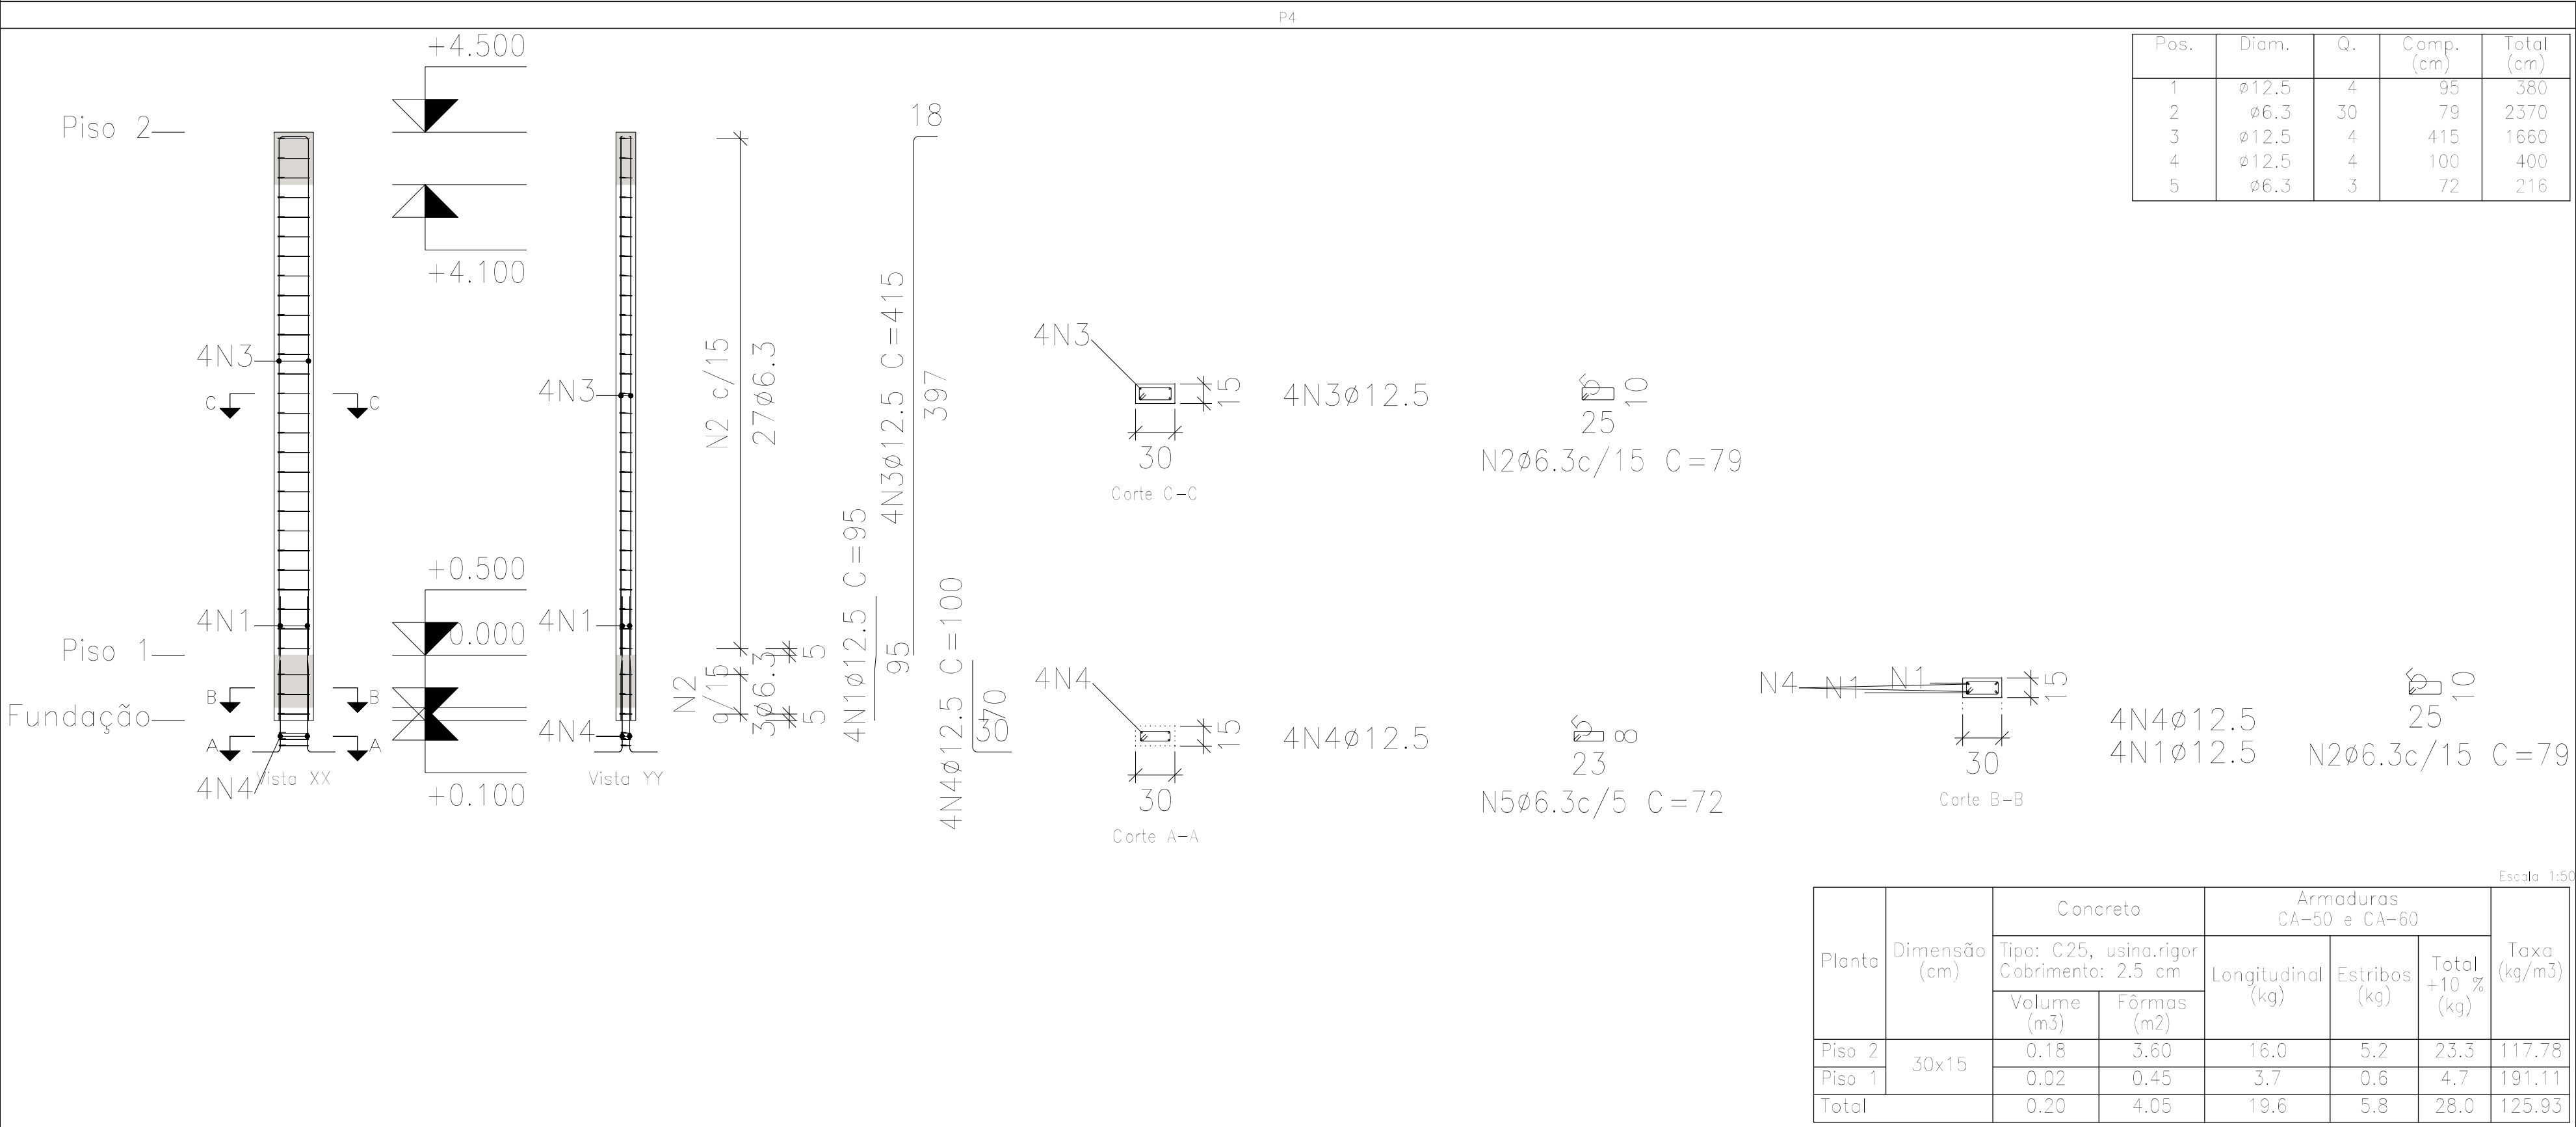 P4
Pos. Diam. Q. Comp. (cm) Total (cm)
1 ø12.5 4 95 380
2 ø6.3 30 79 2370
3 ø12.5 4 415 1660
4 ø12.5 4 100 400
5 ø6.3 3 72 216
+4.500
Piso 2
+4.100
4N3
C C
+0.500
4N1
0.000
Piso 1
B B
Fundação
A A
4N4
Vista XX
+0.100
4N3
4N1
4N4
Vista YY
N2 c/15
27ø6.3
5
N2
3ø6.3
5
4N1ø12.5 C=95
95
18
4N3ø12.5 C=415
397
4N4ø12.5 C=100
70
30
4N3
15
30
Corte C-C
4N3ø12.5
5
10
25
N2ø6.3c/15 C=79
4N4
15
30
Corte A-A
4N4ø12.5
5
8
23
N5ø6.3c/5 C=72
N4
N1
N1
15
30
Corte B-B
4N4ø12.5
4N1ø12.5
5
10
25
N2ø6.3c/15 C=79
Escala 1:50
Planta
Dimensão (cm)
Concreto
Tipo: C25, usina.rigor
Cobrimento: 2.5 cm
Volume (m3)
Fôrmas (m2)
Armaduras
CA-50 e CA-60
Longitudinal (kg)
Estribos (kg)
Total +10 % (kg)
Taxa (kg/m3)
Piso 2 30x15 0.18 3.60 16.0 5.2 23.3 117.78
Piso 1 0.02 0.45 3.7 0.6 4.7 191.11
Total 0.20 4.05 19.6 5.8 28.0 125.93